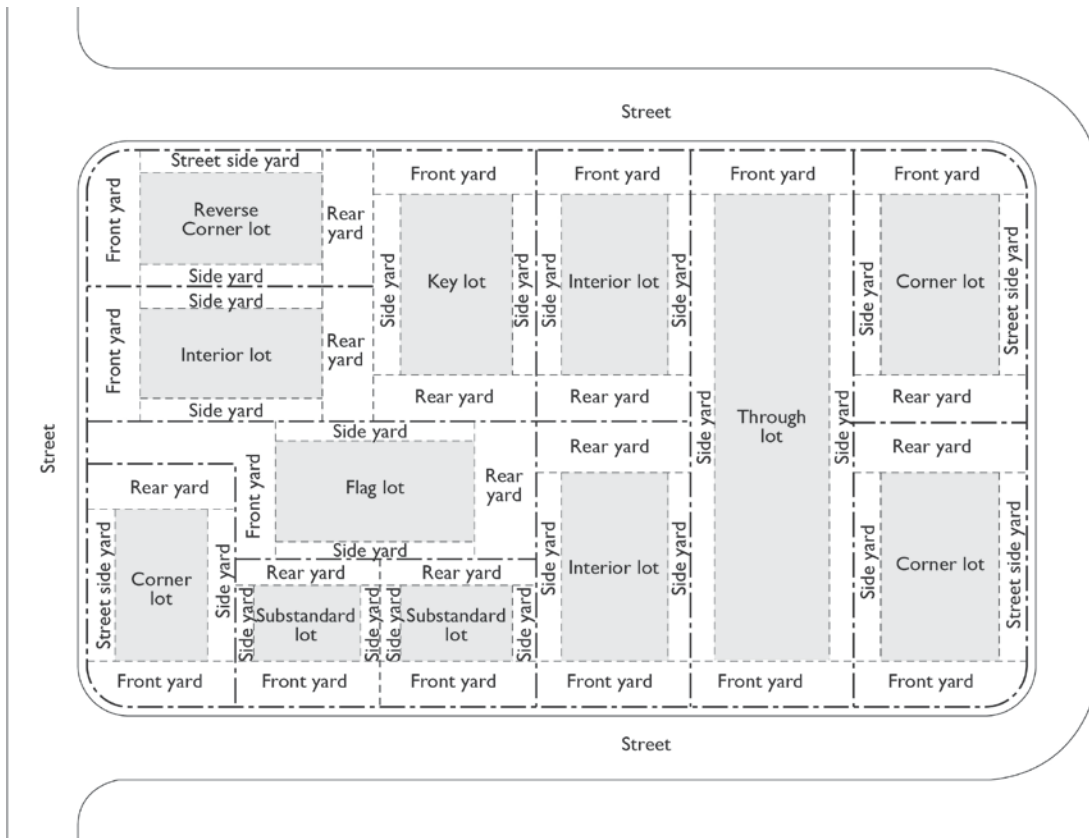 Street
Street side yard
Front yard
Reverse
Corner lot
Rear
yard
Side yard
Front yard
Side yard
Key lot
Side yard
Rear yard
Front yard
Side yard
Interior lot
Side yard
Rear yard
Front yard
Side yard
Through
lot
Side yard
Front yard
Front yard
Side yard
Corner lot
Street side yard
Rear yard
Side yard
Front yard
Interior lot
Rear
yard
Side yard
Street
Side yard
Front yard
Flag lot
Rear
yard
Side yard
Rear yard
Street side yard
Corner
lot
Side yard
Front yard
Rear yard
Side yard
Substandard
lot
Side yard
Front yard
Rear yard
Side yard
Substandard
lot
Side yard
Front yard
Rear yard
Side yard
Interior lot
Side yard
Front yard
Rear yard
Side yard
Corner lot
Street side yard
Front yard
Street